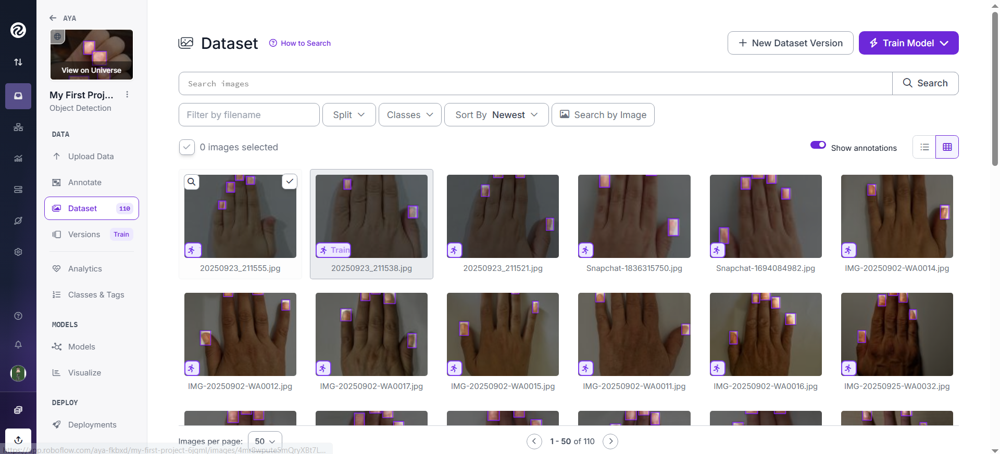 AYA
View on Universe
My First Proj...
Object Detection
DATA
Upload Data
Annotate
Dataset 110
Versions Train
Analytics
Classes & Tags
MODELS
Models
Visualize
DEPLOY
Deployments
Dataset
How to Search
New Dataset Version
Train Model
Search images
Search
Filter by filename
Split
Classes
Sort By Newest
Search by Image
0 images selected
Show annotations
Train
20250923_211555.jpg
20250923_211538.jpg
20250923_211521.jpg
Snapchat-1836315750.jpg
Snapchat-1694084982.jpg
IMG-20250902-WA0014.jpg
IMG-20250902-WA0012.jpg
IMG-20250902-WA0017.jpg
IMG-20250902-WA0015.jpg
IMG-20250902-WA0011.jpg
IMG-20250902-WA0016.jpg
IMG-20250925-WA0032.jpg
Images per page: 50
1 - 50 of 110
https://app.roboflow.com/aya-fkbxd/my-first-project-6jqml/images/4mr8wpute5mQryXBt7L...